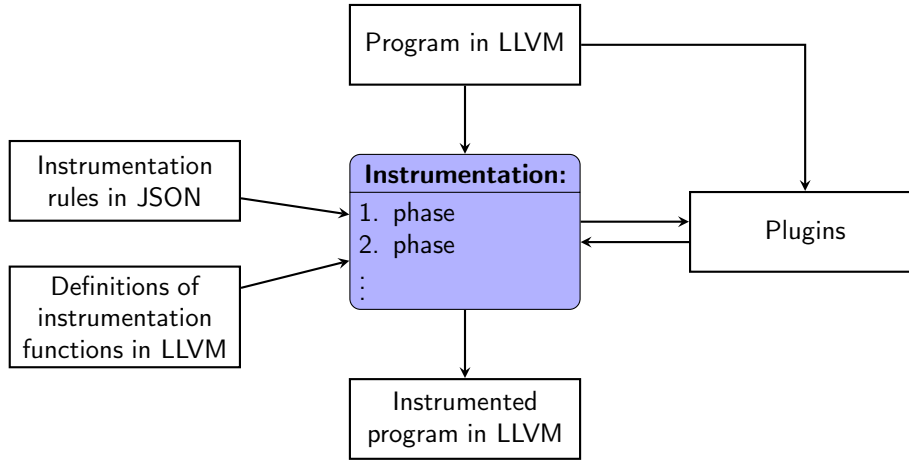 Program in LLVM
Instrumentation
rules in JSON
Definitions of
instrumentation
functions in LLVM
Instrumentation:
1. phase
2. phase
⋮
Plugins
Instrumented
program in LLVM